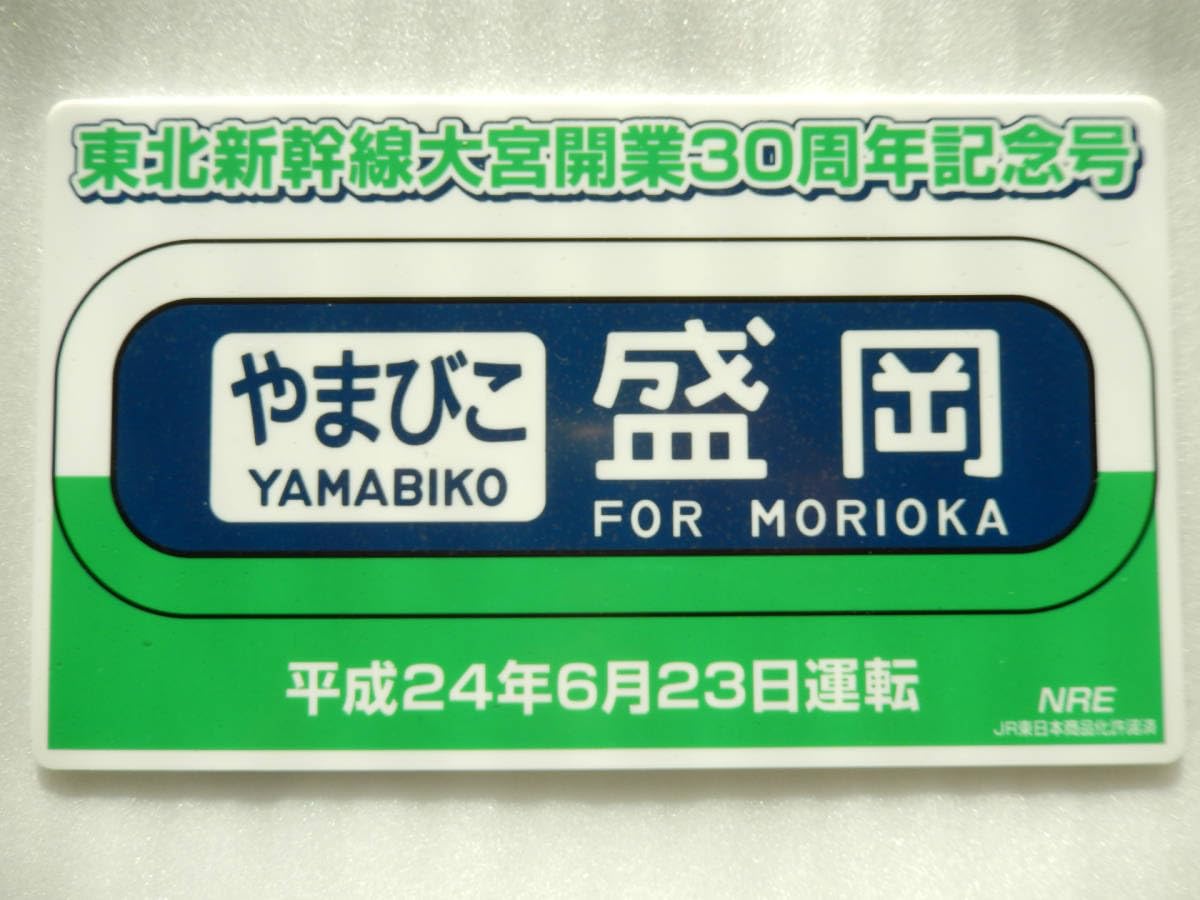 東北新幹線大宮開業30周年記念号
やまびこ 盛岡
YAMABIKO FOR MORIOKA
平成24年6月23日運転
NRE
JR東日本商品化許諾済